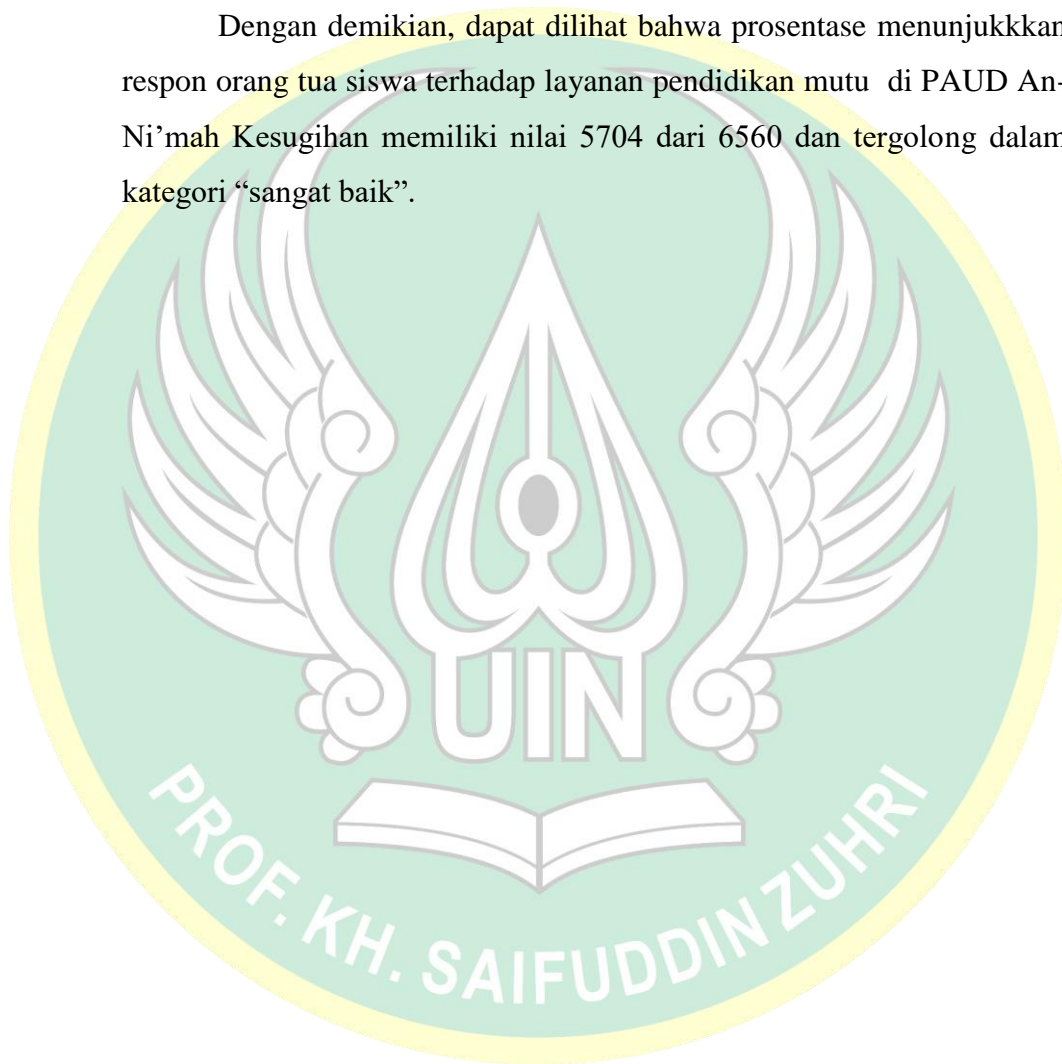 Dengan demikian, dapat dilihat bahwa prosentase menunjukkkan
respon orang tua siswa terhadap layanan pendidikan mutu  di PAUD An-
Ni’mah Kesugihan memiliki nilai 5704 dari 6560 dan tergolong dalam
kategori “sangat baik”.
UIN
PROF. KH. SAIFUDDIN ZUHRI